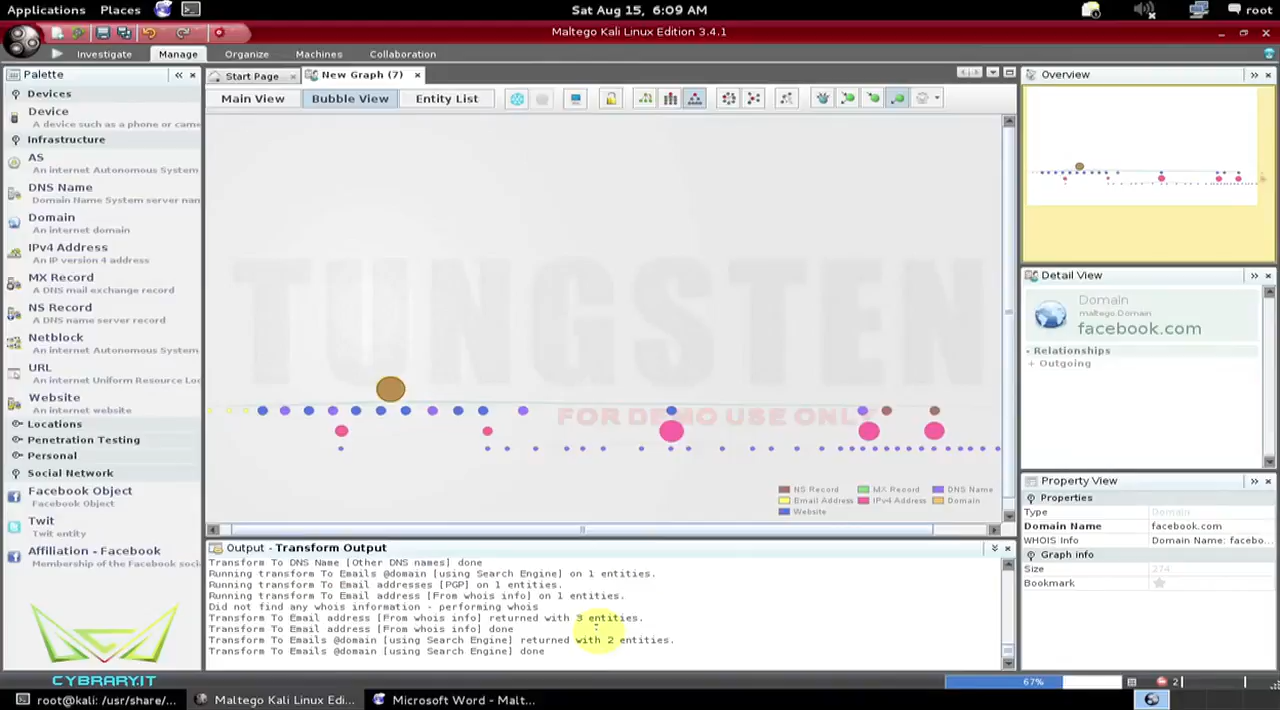 Applications Places Sat Aug 15, 6:09 AM root
Maltego Kali Linux Edition 3.4.1
Investigate Manage Organize Machines Collaboration
Palette
Devices
Device
A device such as a phone or came
Infrastructure
AS
An internet Autonomous System
DNS Name
Domain Name System server nam
Domain
An internet domain
IPv4 Address
An IP version 4 address
MX Record
A DNS mail exchange record
NS Record
A DNS name server record
Netblock
An internet Autonomous System
URL
An internet Uniform Resource Lo
Website
An internet website
Locations
Penetration Testing
Personal
Social Network
Facebook Object
Facebook Object
Twit
Twit entity
Affiliation - Facebook
Membership of the Facebook soci
CYBRARY.IT
Start Page New Graph (7)
Main View Bubble View Entity List
TUNGSTEN
FOR DEMO USE ONLY
NS Record MX Record DNS Name
Email Address IPv4 Address Domain
Website
Output - Transform Output
Transform To DNS Name [Other DNS names] done
Running transform To Emails @domain [using Search Engine] on 1 entities.
Running transform To Email addresses [PGP] on 1 entities.
Running transform To Email address [From whois info] on 1 entities.
Did not find any whois information - performing whois
Transform To Email address [From whois info] returned with 3 entities.
Transform To Email address [From whois info] done
Transform To Emails @domain [using Search Engine] returned with 2 entities.
Transform To Emails @domain [using Search Engine] done
Overview
Detail View
Domain
maltego.Domain
facebook.com
- Relationships
+ Outgoing
Property View
Properties
Type Domain
Domain Name facebook.com
WHOIS Info Domain Name: facebo...
Graph info
Size 274
Bookmark
67% 2
root@kali: /usr/share/... Maltego Kali Linux Edi... Microsoft Word - Malt...